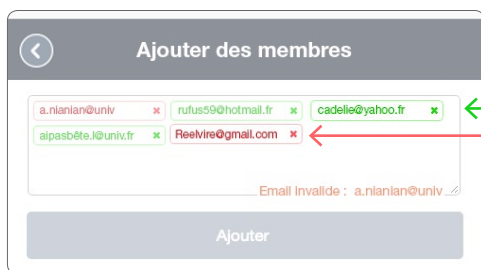 Ajouter des membres
a.nianian@univ × rufus59@hotmail.fr × cadelie@yahoo.fr ×
aipasbête.l@univ.fr × Reelvire@gmail.com ×
Email invalide : a.nianian@univ
Ajouter